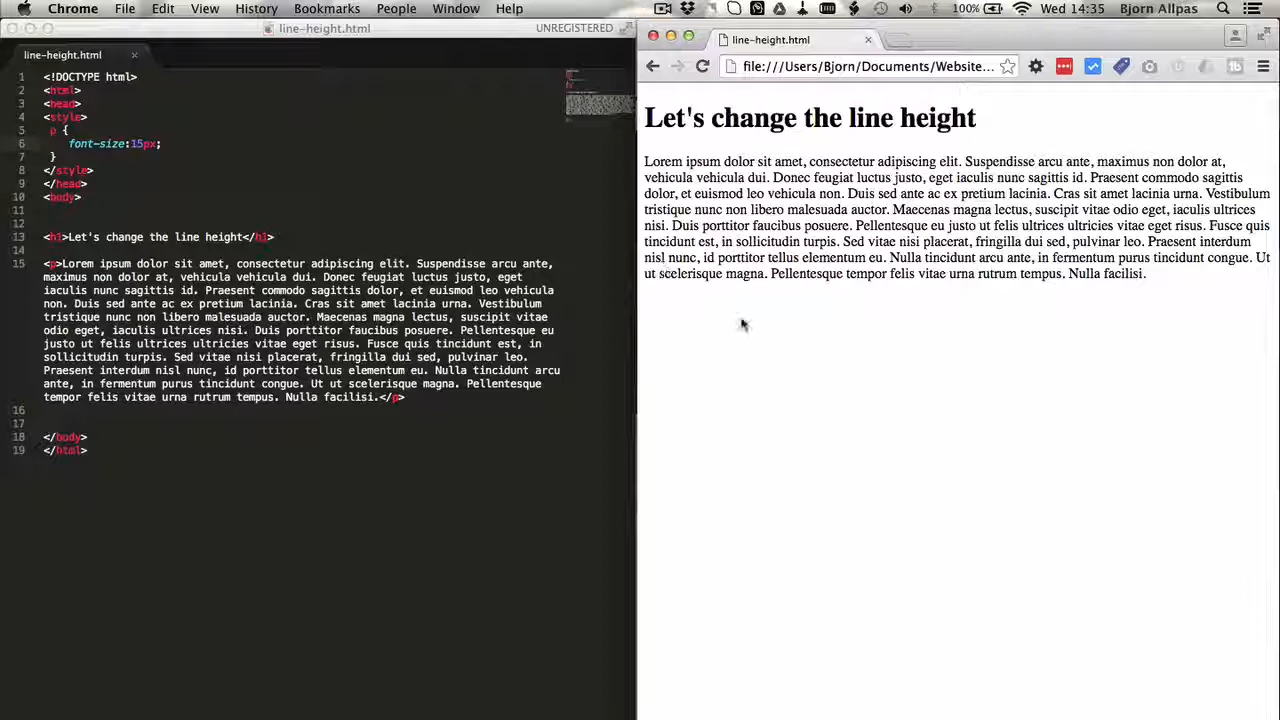 Chrome File Edit View History Bookmarks People Window Help 100% Wed 14:35 Bjorn Allpas
line-height.html UNREGISTERED
line-height.html
1 <!DOCTYPE html>
2 <html>
3 <head>
4 <style>
5 p {
6 font-size:15px;
7 }
8 </style>
9 </head>
10 <body>
11
12
13 <h1>Let's change the line height</h1>
14
15 <p>Lorem ipsum dolor sit amet, consectetur adipiscing elit. Suspendisse arcu ante,
maximus non dolor at, vehicula vehicula dui. Donec feugiat luctus justo, eget
iaculis nunc sagittis id. Praesent commodo sagittis dolor, et euismod leo vehicula
non. Duis sed ante ac ex pretium lacinia. Cras sit amet lacinia urna. Vestibulum
tristique nunc non libero malesuada auctor. Maecenas magna lectus, suscipit vitae
odio eget, iaculis ultrices nisi. Duis porttitor faucibus posuere. Pellentesque eu
justo ut felis ultrices ultricies vitae eget risus. Fusce quis tincidunt est, in
sollicitudin turpis. Sed vitae nisi placerat, fringilla dui sed, pulvinar leo.
Praesent interdum nisl nunc, id porttitor tellus elementum eu. Nulla tincidunt arcu
ante, in fermentum purus tincidunt congue. Ut ut scelerisque magna. Pellentesque
tempor felis vitae urna rutrum tempus. Nulla facilisi.</p>
16
17
18 </body>
19 </html>
line-height.html
file:///Users/Bjorn/Documents/Website...
Let's change the line height
Lorem ipsum dolor sit amet, consectetur adipiscing elit. Suspendisse arcu ante, maximus non dolor at,
vehicula vehicula dui. Donec feugiat luctus justo, eget iaculis nunc sagittis id. Praesent commodo sagittis
dolor, et euismod leo vehicula non. Duis sed ante ac ex pretium lacinia. Cras sit amet lacinia urna. Vestibulum
tristique nunc non libero malesuada auctor. Maecenas magna lectus, suscipit vitae odio eget, iaculis ultrices
nisi. Duis porttitor faucibus posuere. Pellentesque eu justo ut felis ultrices ultricies vitae eget risus. Fusce quis
tincidunt est, in sollicitudin turpis. Sed vitae nisi placerat, fringilla dui sed, pulvinar leo. Praesent interdum
nisl nunc, id porttitor tellus elementum eu. Nulla tincidunt arcu ante, in fermentum purus tincidunt congue. Ut
ut scelerisque magna. Pellentesque tempor felis vitae urna rutrum tempus. Nulla facilisi.